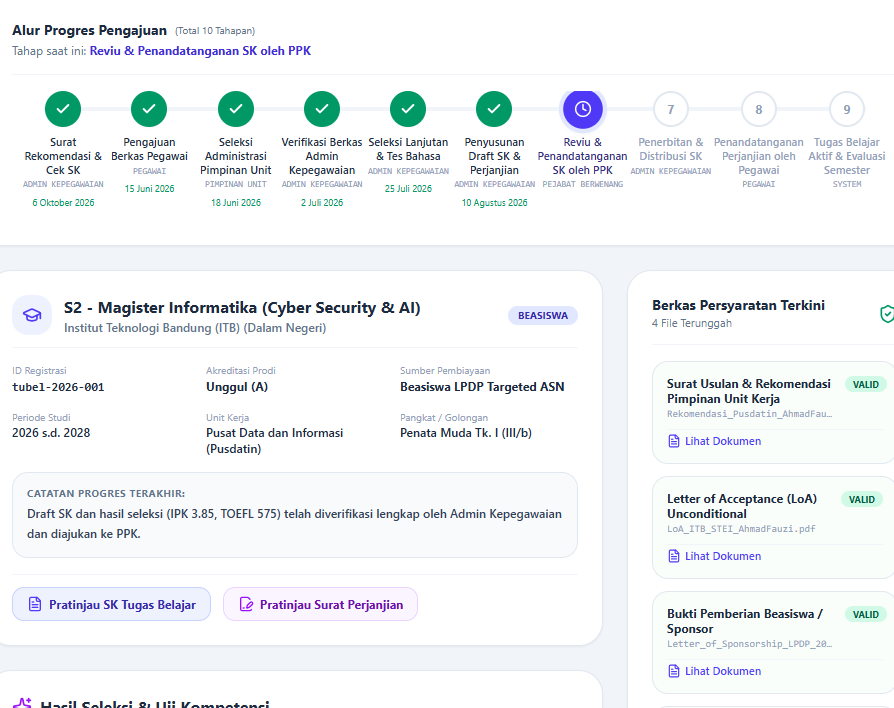 Alur Progres Pengajuan (Total 10 Tahapan)
Tahap saat ini: Reviu & Penandatanganan SK oleh PPK
Surat
Rekomendasi &
Cek SK
ADMIN KEPEGAWAIAN
6 Oktober 2026
Pengajuan
Berkas Pegawai
PEGAWAI
15 Juni 2026
Seleksi
Administrasi
Pimpinan Unit
PIMPINAN UNIT
18 Juni 2026
Verifikasi Berkas
Admin
Kepegawaian
ADMIN KEPEGAWAIAN
2 Juli 2026
Seleksi Lanjutan
& Tes Bahasa
ADMIN KEPEGAWAIAN
25 Juli 2026
Penyusunan
Draft SK &
Perjanjian
ADMIN KEPEGAWAIAN
10 Agustus 2026
Reviu &
Penandatanganan
SK oleh PPK
PEJABAT BERWENANG
7
Penerbitan &
Distribusi SK
ADMIN KEPEGAWAIAN
8
Penandatanganan
Perjanjian oleh
Pegawai
PEGAWAI
9
Tugas Belajar
Aktif & Evaluasi
Semester
SYSTEM
S2 - Magister Informatika (Cyber Security & AI)
Institut Teknologi Bandung (ITB) (Dalam Negeri)
BEASISWA
ID Registrasi
tubel-2026-001
Akreditasi Prodi
Unggul (A)
Sumber Pembiayaan
Beasiswa LPDP Targeted ASN
Periode Studi
2026 s.d. 2028
Unit Kerja
Pusat Data dan Informasi
(Pusdatin)
Pangkat / Golongan
Penata Muda Tk. I (III/b)
CATATAN PROGRES TERAKHIR:
Draft SK dan hasil seleksi (IPK 3.85, TOEFL 575) telah diverifikasi lengkap oleh Admin Kepegawaian
dan diajukan ke PPK.
Pratinjau SK Tugas Belajar
Pratinjau Surat Perjanjian
Hasil Seleksi & Uji Kompetensi
Berkas Persyaratan Terkini
4 File Terunggah
Surat Usulan & Rekomendasi
Pimpinan Unit Kerja
VALID
Rekomendasi_Pusdatin_AhmadFau…
Lihat Dokumen
Letter of Acceptance (LoA)
Unconditional
VALID
LoA_ITB_STEI_AhmadFauzi.pdf
Lihat Dokumen
Bukti Pemberian Beasiswa /
Sponsor
VALID
Letter_of_Sponsorship_LPDP_20…
Lihat Dokumen